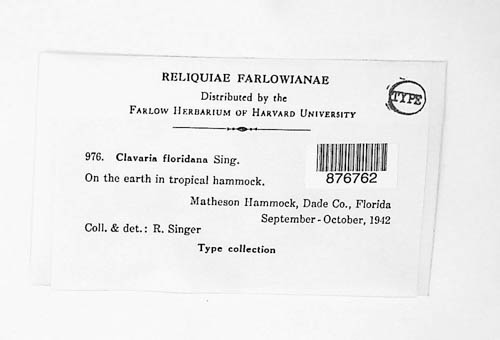 RELIQUIAE FARLOWIANAE
Distributed by the
FARLOW HERBARIUM OF HARVARD UNIVERSITY
TYPE
976. Clavaria floridana Sing.
876762
On the earth in tropical hammock.
Matheson Hammock, Dade Co., Florida
September - October, 1942
Coll. & det.: R. Singer
Type collection